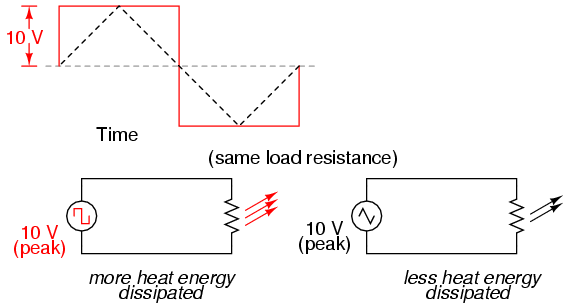 10 V
Time
(same load resistance)
10 V
(peak)
10 V
(peak)
more heat energy
dissipated
less heat energy
dissipated